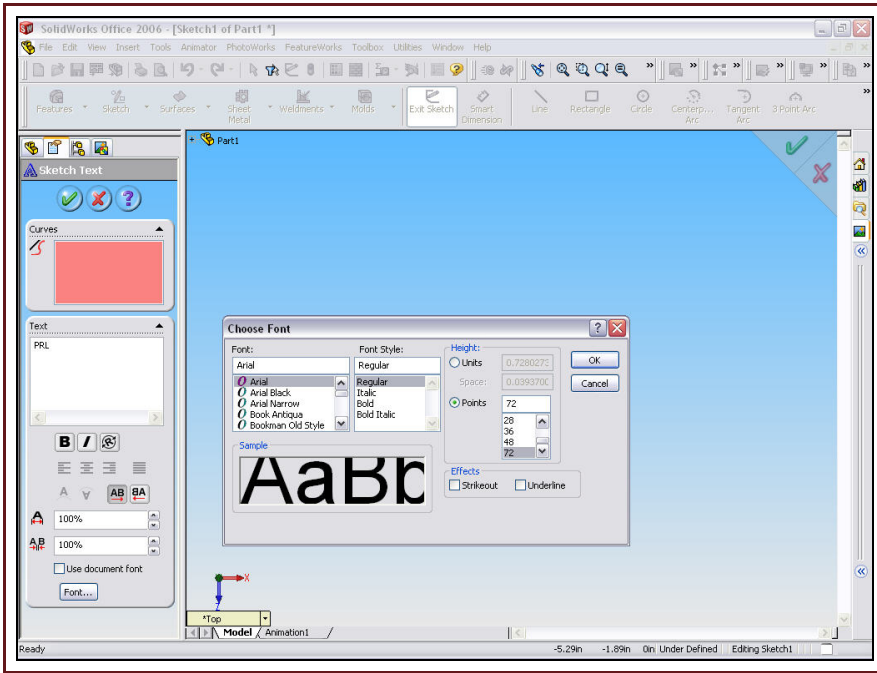 SolidWorks Office 2006 - [Sketch1 of Part1 *]
File Edit View Insert Tools Animator PhotoWorks FeatureWorks Toolbox Utilities Window Help
Features Sketch Surfaces Sheet Metal Weldments Molds Exit Sketch Smart Dimension Line Rectangle Circle Centerp... Arc Tangent Arc 3 Point Arc
Part1
Sketch Text
Curves
Text
PRL
B I
AB BA
100%
AB 100%
Use document font
Font...
Choose Font
Font: Font Style: Height:
Arial Regular Units 0.7280273
Space: 0.0393700
Arial Regular Points 72
Arial Black Italic 28
Arial Narrow Bold 36
Book Antiqua Bold Italic 48
Bookman Old Style 72
OK
Cancel
Sample
AaBb
Effects
Strikeout Underline
X
Z
*Top
Model Animation1
Ready -5.29in -1.89in 0in Under Defined Editing Sketch1